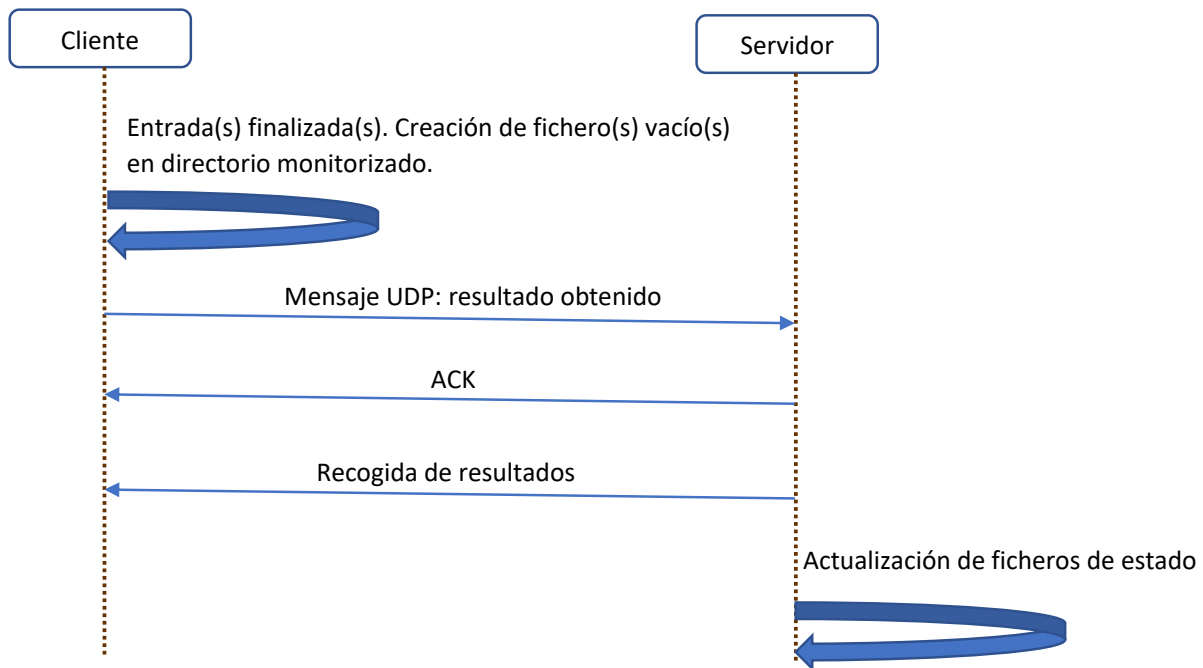 Cliente
Servidor
Entrada(s) finalizada(s). Creación de fichero(s) vacío(s)
en directorio monitorizado.
Mensaje UDP: resultado obtenido
ACK
Recogida de resultados
Actualización de ficheros de estado